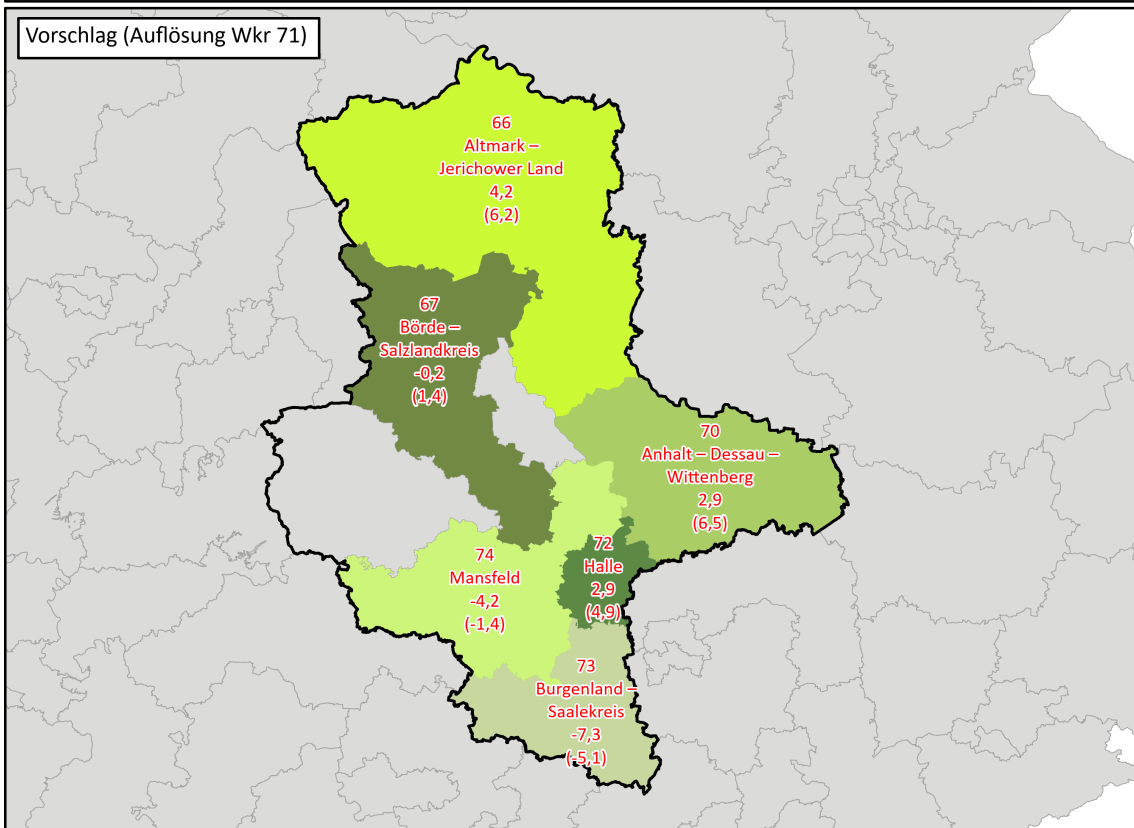 Vorschlag (Auflösung Wkr 71)
66
Altmark –
Jerichower Land
4,2
(6,2)
67
Börde –
Salzlandkreis
-0,2
(1,4)
70
Anhalt – Dessau –
Wittenberg
2,9
(6,5)
72
Halle
2,9
(4,9)
74
Mansfeld
-4,2
(-1,4)
73
Burgenland –
Saalekreis
-7,3
(-5,1)